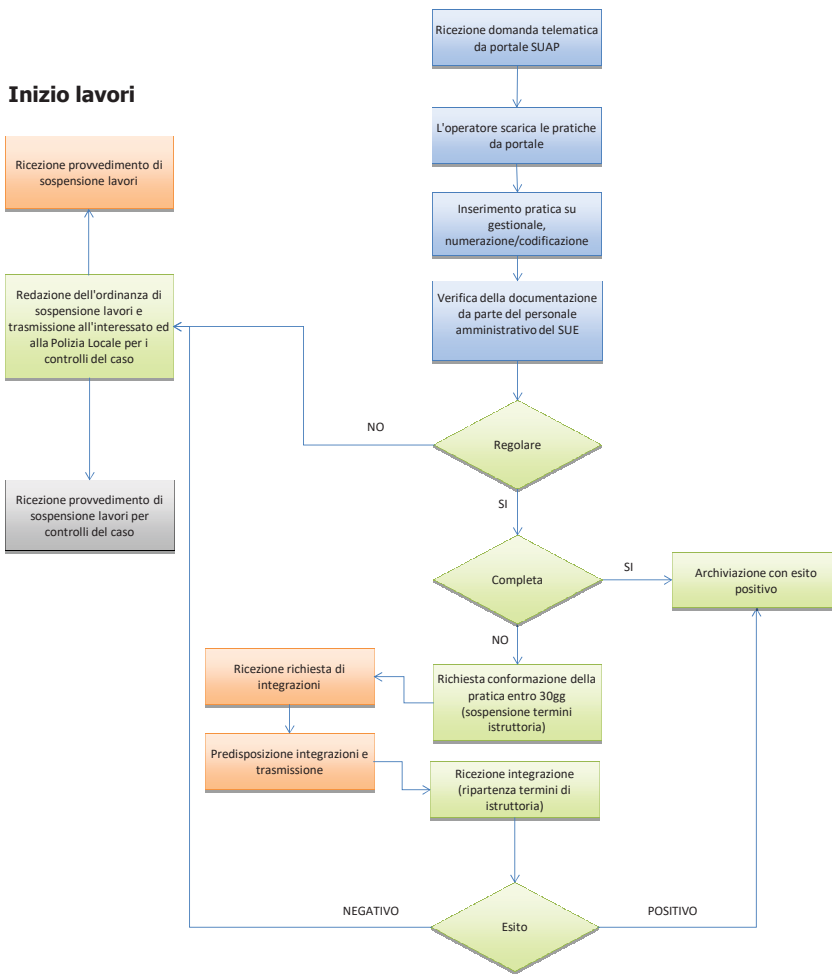 Ricezione domanda telematica
da portale SUAP
Inizio lavori
L'operatore scarica le pratiche
da portale
Ricezione provvedimento di
sospensione lavori
Inserimento pratica su
gestionale,
numerazione/codificazione
Redazione dell'ordinanza di
sospensione lavori e
trasmissione all'interessato ed
alla Polizia Locale per i
controlli del caso
Verifica della documentazione
da parte del personale
amministrativo del SUE
NO
Regolare
SI
Ricezione provvedimento di
sospensione lavori per
controlli del caso
Completa
SI
Archiviazione con esito
positivo
NO
Ricezione richiesta di
integrazioni
Richiesta conformazione della
pratica entro 30gg
(sospensione termini
istruttoria)
Predisposizione integrazioni e
trasmissione
Ricezione integrazione
(ripartenza termini di
istruttoria)
NEGATIVO
Esito
POSITIVO